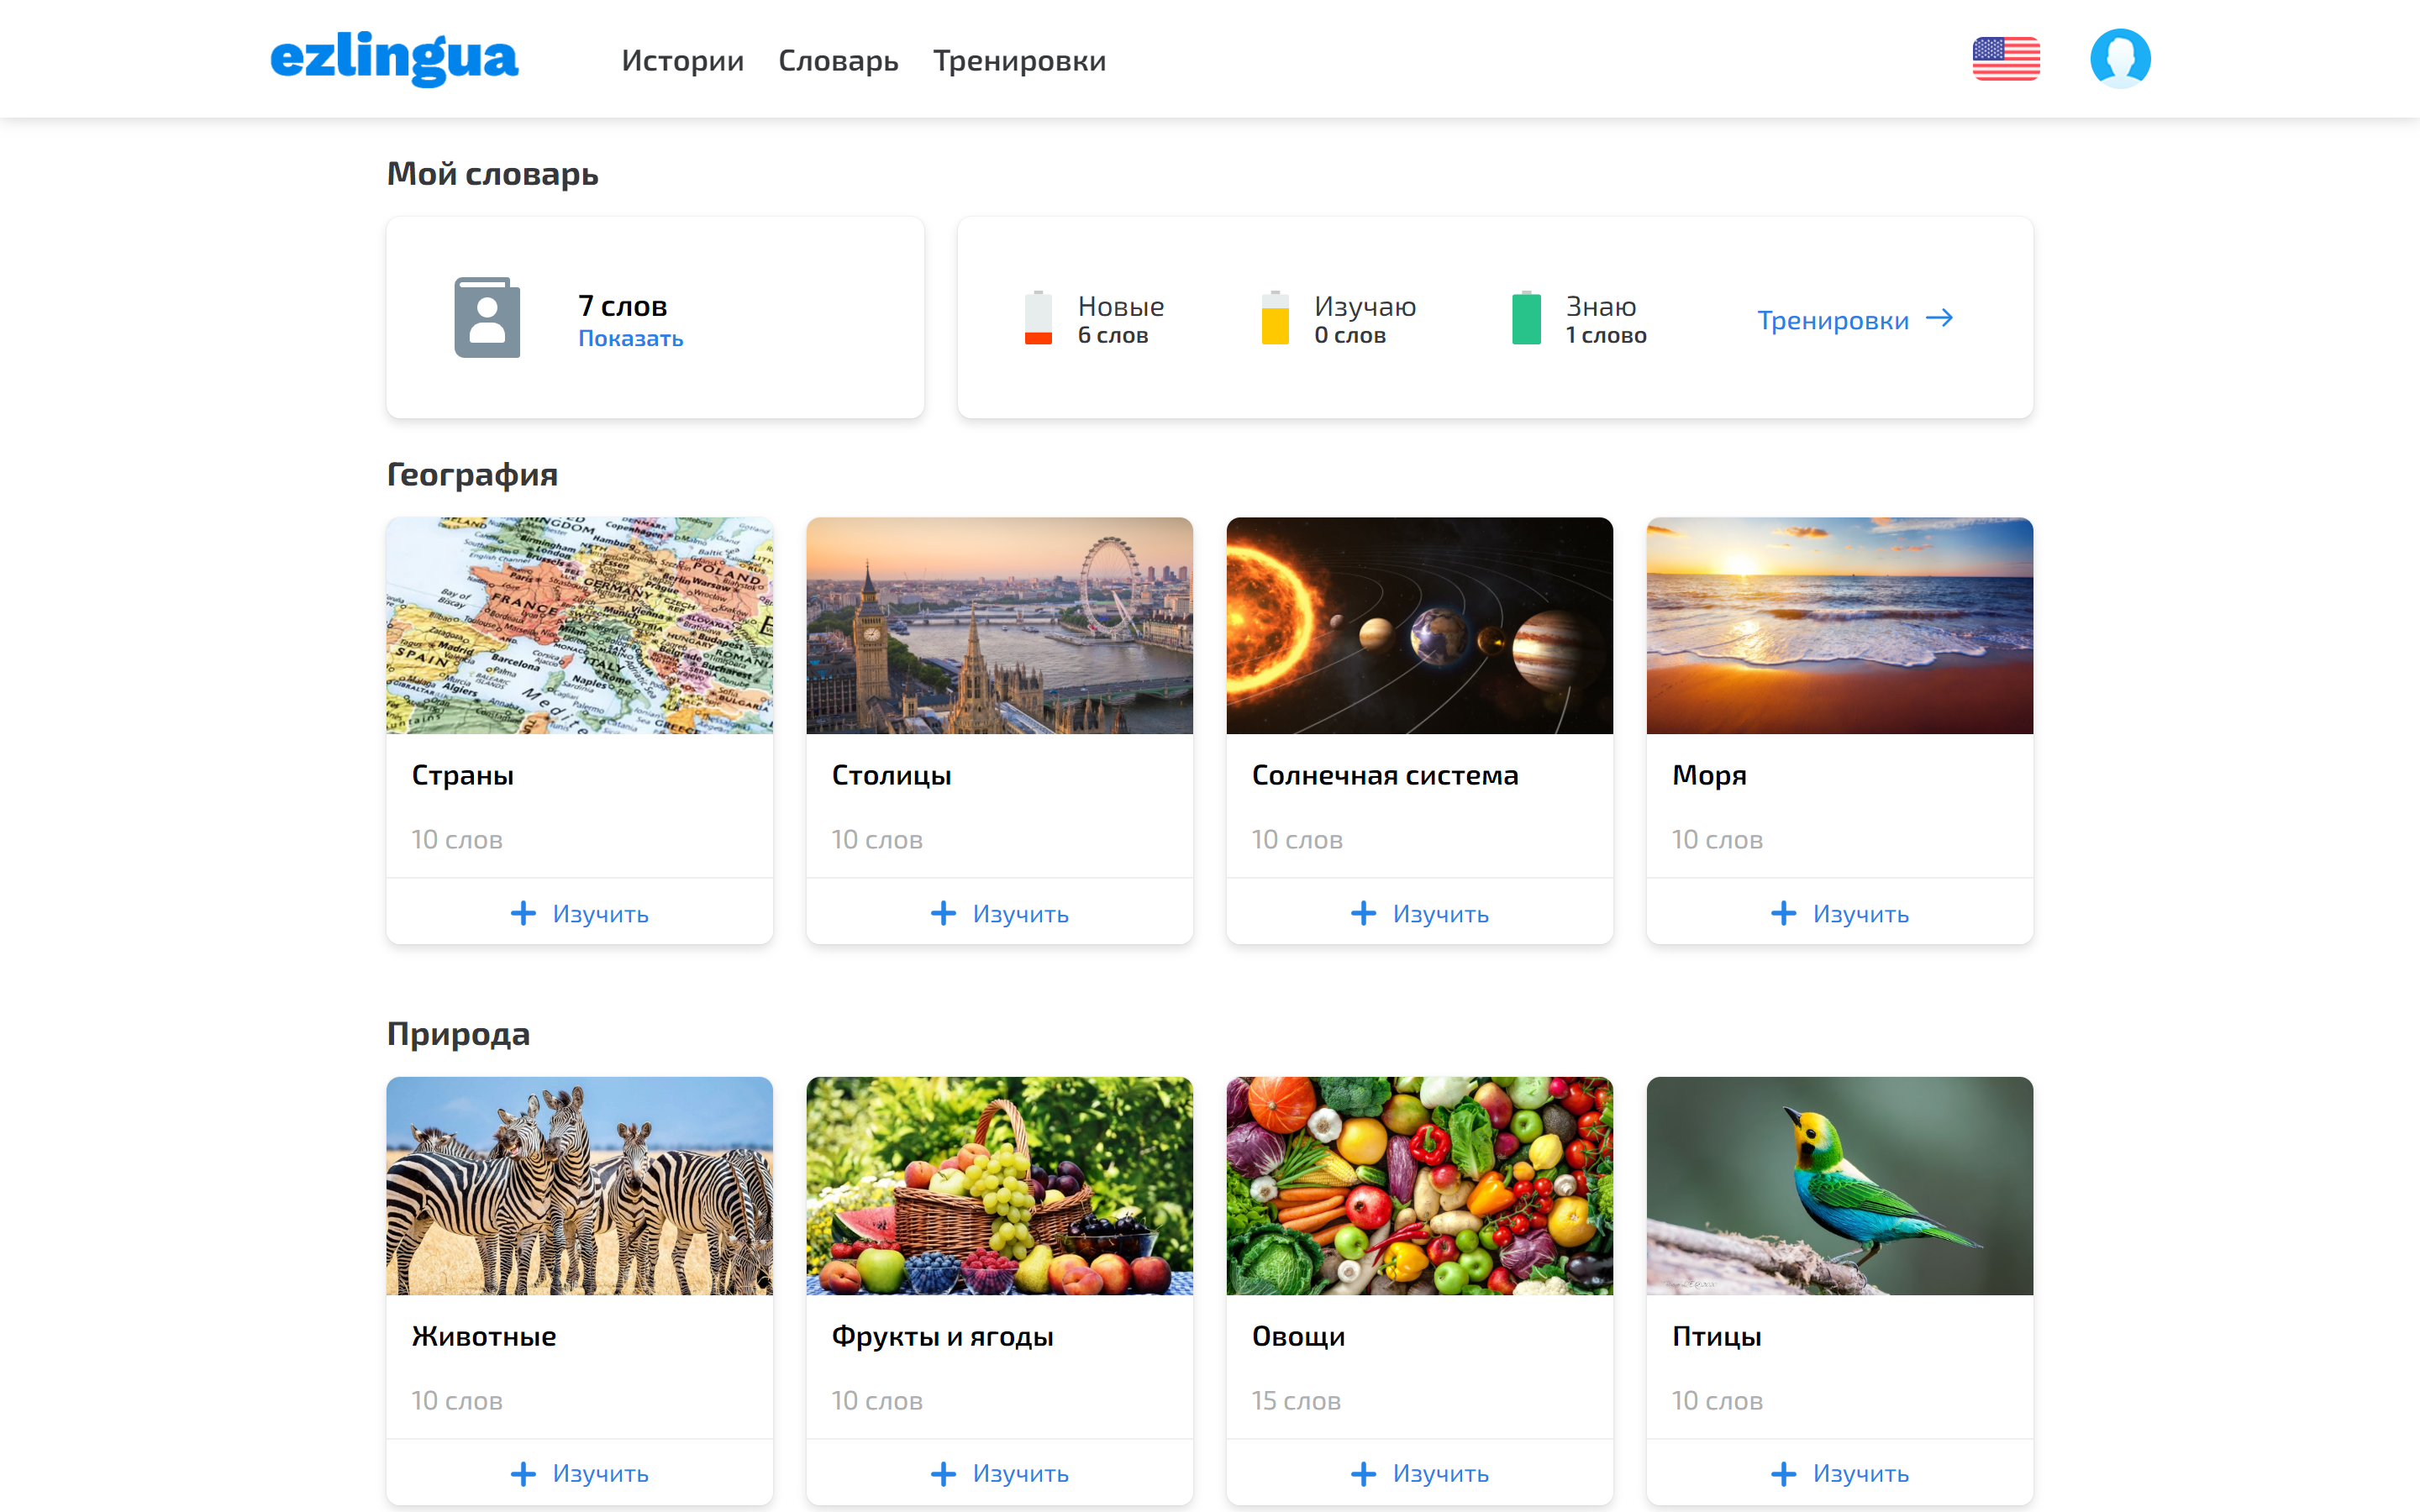 ezlingua
Истории Словарь Тренировки
Мой словарь
7 слов
Показать
Новые
6 слов
Изучаю
0 слов
Знаю
1 слово
Тренировки
География
Страны
10 слов
Изучить
Столицы
10 слов
Изучить
Солнечная система
10 слов
Изучить
Моря
10 слов
Изучить
Природа
Животные
10 слов
Изучить
Фрукты и ягоды
10 слов
Изучить
Овощи
15 слов
Изучить
Птицы
10 слов
Изучить